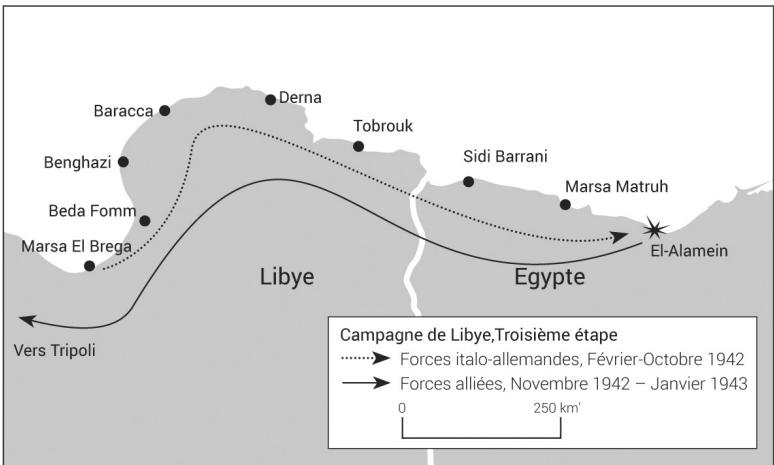 Derna
Baracca
Tobrouk
Benghazi
Sidi Barrani
Marsa Matruh
Beda Fomm
Marsa El Brega
El-Alamein
Libye
Egypte
Vers Tripoli
Campagne de Libye,Troisième étape
Forces italo-allemandes, Février-Octobre 1942
Forces alliées, Novembre 1942 – Janvier 1943
0 250 km'